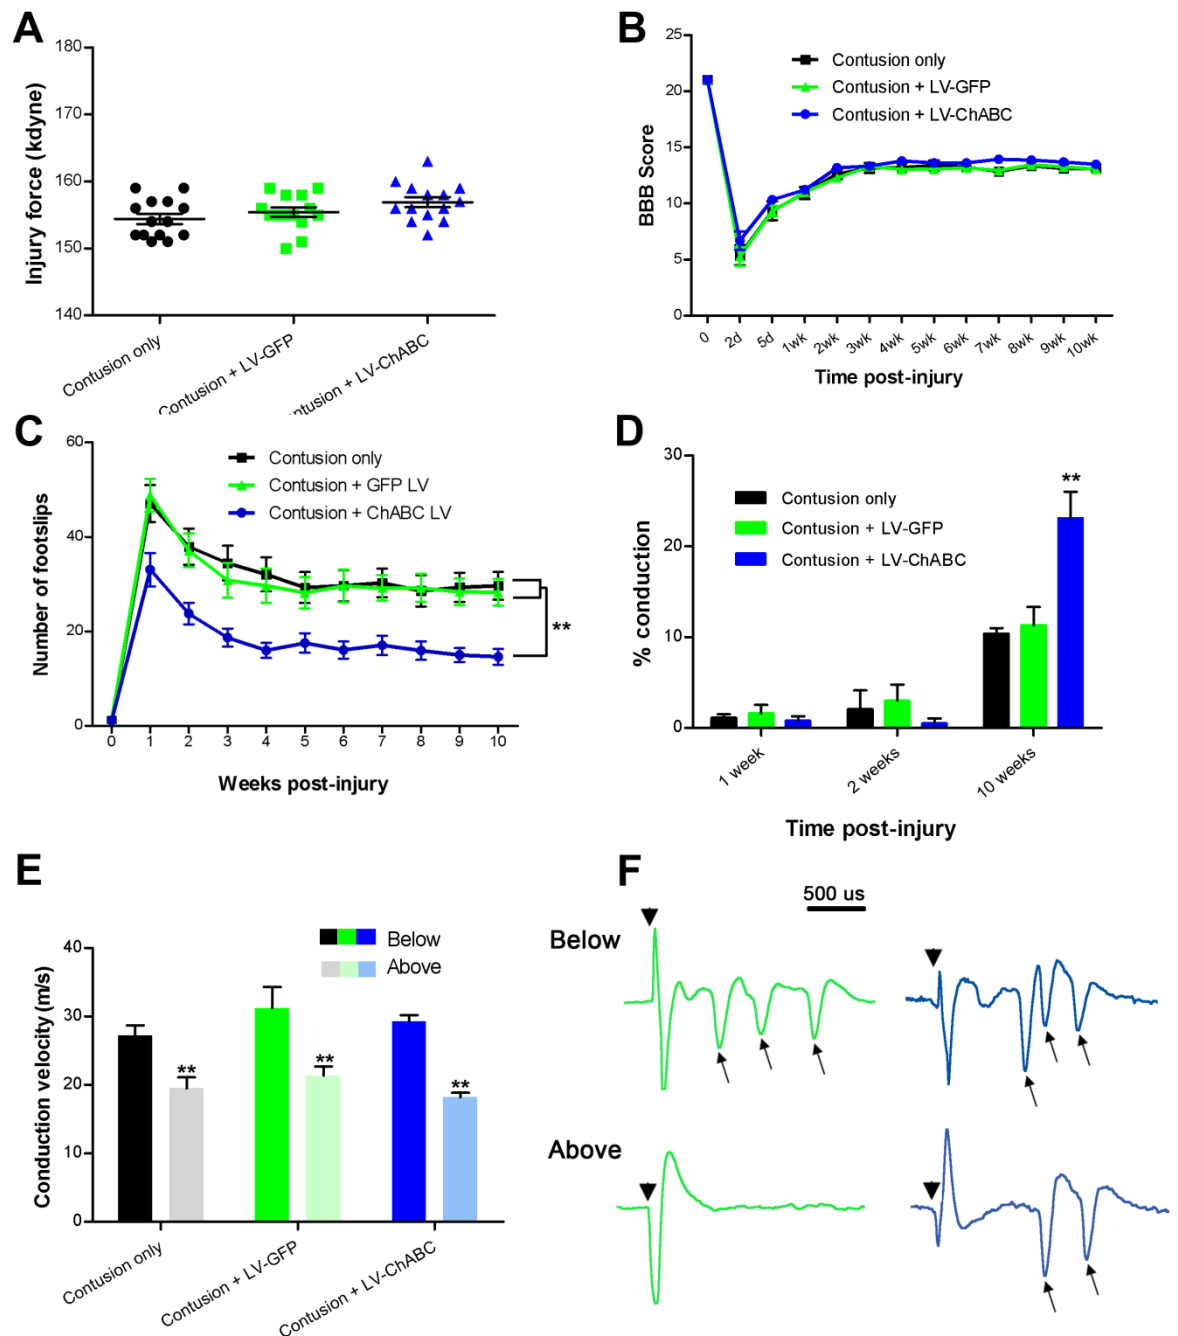 A
180
170
160
150
140
Injury force (kdyne)
Contusion only
Contusion + LV-GFP
ntusion + LV-ChABC
B
25
20
15
10
5
0
BBB Score
Contusion only
Contusion + LV-GFP
Contusion + LV-ChABC
0
2d
5d
1wk
2wk
3wk
4wk
5wk
6wk
7wk
8wk
9wk
10wk
Time post-injury
C
60
40
20
0
Number of footslips
Contusion only
Contusion + GFP LV
Contusion + ChABC LV
**
0 1 2 3 4 5 6 7 8 9 10
Weeks post-injury
D
30
20
10
0
% conduction
Contusion only
Contusion + LV-GFP
Contusion + LV-ChABC
**
1 week
2 weeks
10 weeks
Time post-injury
E
40
30
20
10
0
Conduction velocity (m/s)
Below
Above
**
**
**
Contusion only
Contusion + LV-GFP
Contusion + LV-ChABC
F
500 us
Below
Above